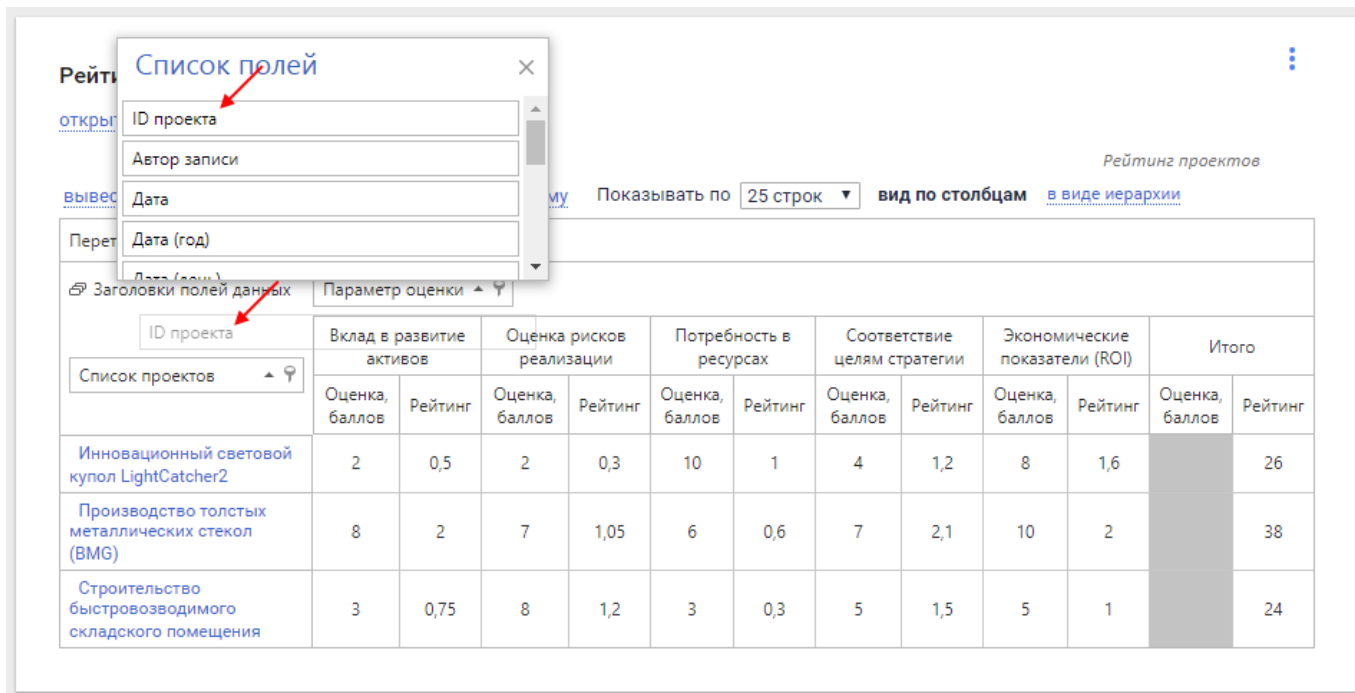 Список полей
Рейти
ID проекта
откры
Автор записи
Рейтинг проектов
вывес
Дата
му Показывать по 25 строк вид по столбцам в виде иерархии
Перет
Дата (год)
Дата (день)
Заголовки полей данных Параметр оценки
ID проекта
Вклад в развитие активов Оценка рисков реализации Потребность в ресурсах Соответствие целям стратегии Экономические показатели (ROI) Итого
Список проектов
Оценка, баллов Рейтинг Оценка, баллов Рейтинг Оценка, баллов Рейтинг Оценка, баллов Рейтинг Оценка, баллов Рейтинг Оценка, баллов Рейтинг
Инновационный световой
купол LightCatcher2
2 0,5 2 0,3 10 1 4 1,2 8 1,6 26
Производство толстых
металлических стекол
(BMG)
8 2 7 1,05 6 0,6 7 2,1 10 2 38
Строительство
быстровозводимого
складского помещения
3 0,75 8 1,2 3 0,3 5 1,5 5 1 24